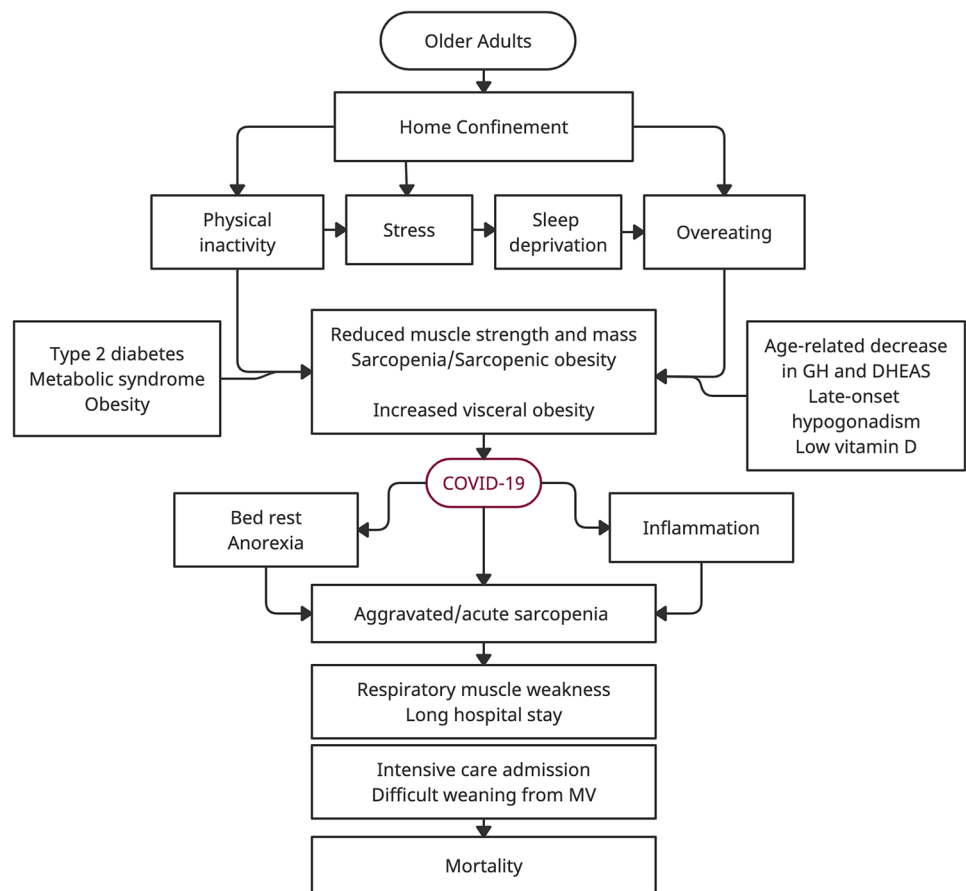 Older Adults
Home Confinement
Physical
inactivity
Stress
Sleep
deprivation
Overeating
Type 2 diabetes
Metabolic syndrome
Obesity
Reduced muscle strength and mass
Sarcopenia/Sarcopenic obesity
Increased visceral obesity
Age-related decrease
in GH and DHEAS
Late-onset
hypogonadism
Low vitamin D
COVID-19
Bed rest
Anorexia
Inflammation
Aggravated/acute sarcopenia
Respiratory muscle weakness
Long hospital stay
Intensive care admission
Difficult weaning from MV
Mortality